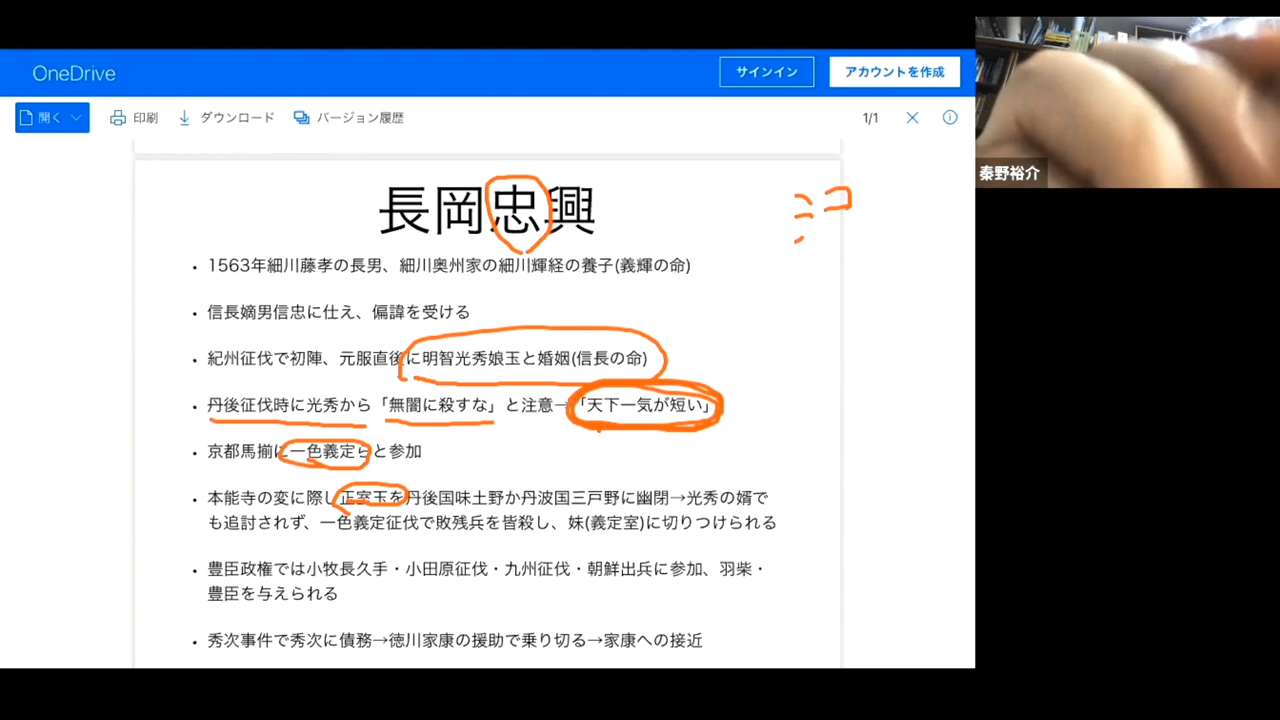 OneDrive
サインイン
アカウントを作成
開く
印刷
ダウンロード
バージョン履歴
1/1
秦野裕介
長岡忠興
・1563年細川藤孝の長男、細川奥州家の細川輝経の養子(義輝の命)
・信長嫡男信忠に仕え、偏諱を受ける
・紀州征伐で初陣、元服直後に明智光秀娘玉と婚姻(信長の命)
・丹後征伐時に光秀から「無闇に殺すな」と注意→「天下一気が短い」
・京都馬揃に一色義定らと参加
・本能寺の変に際し正室玉を丹後国味土野か丹波国三戸野に幽閉→光秀の婿で
も追討されず、一色義定征伐で敗残兵を皆殺し、妹(義定室)に切りつけられる
・豊臣政権では小牧長久手・小田原征伐・九州征伐・朝鮮出兵に参加、羽柴・
豊臣を与えられる
・秀次事件で秀次に債務→徳川家康の援助で乗り切る→家康への接近